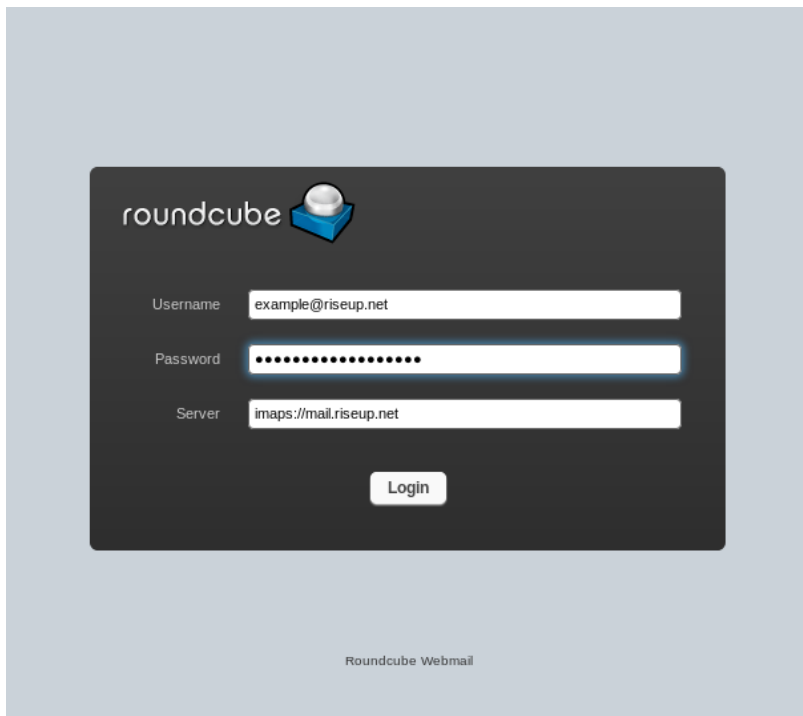 roundcube
Username example@riseup.net
Password ••••••••••••••••••
Server imaps://mail.riseup.net
Login
Roundcube Webmail